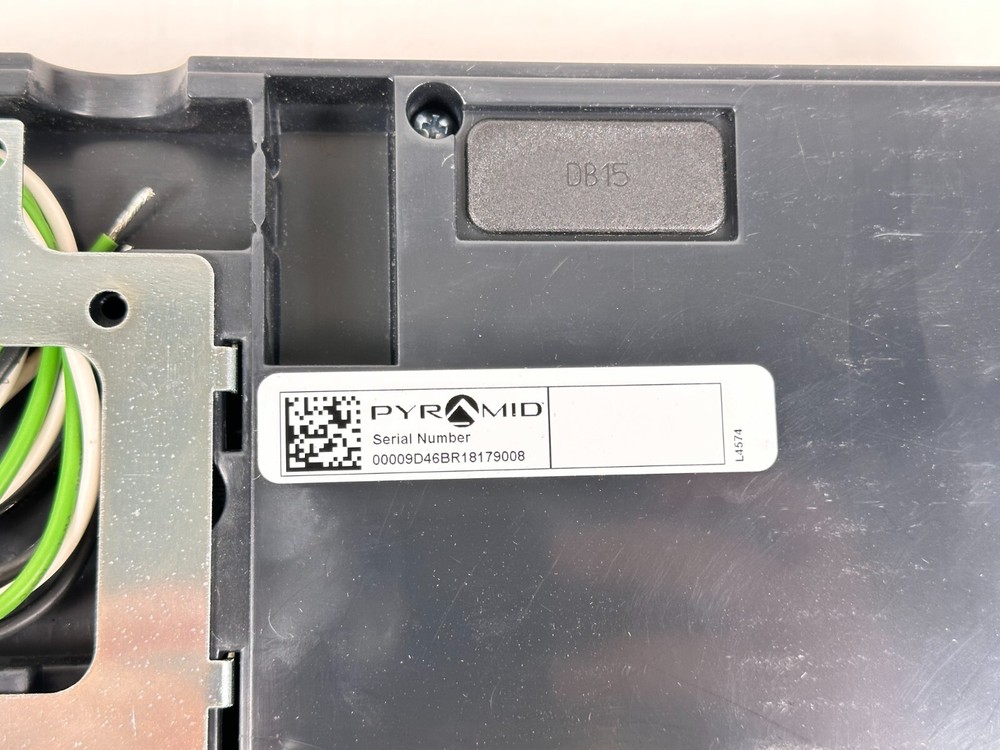 DB15
PYRAMID
Serial Number
00009D46BR18179008
L4574